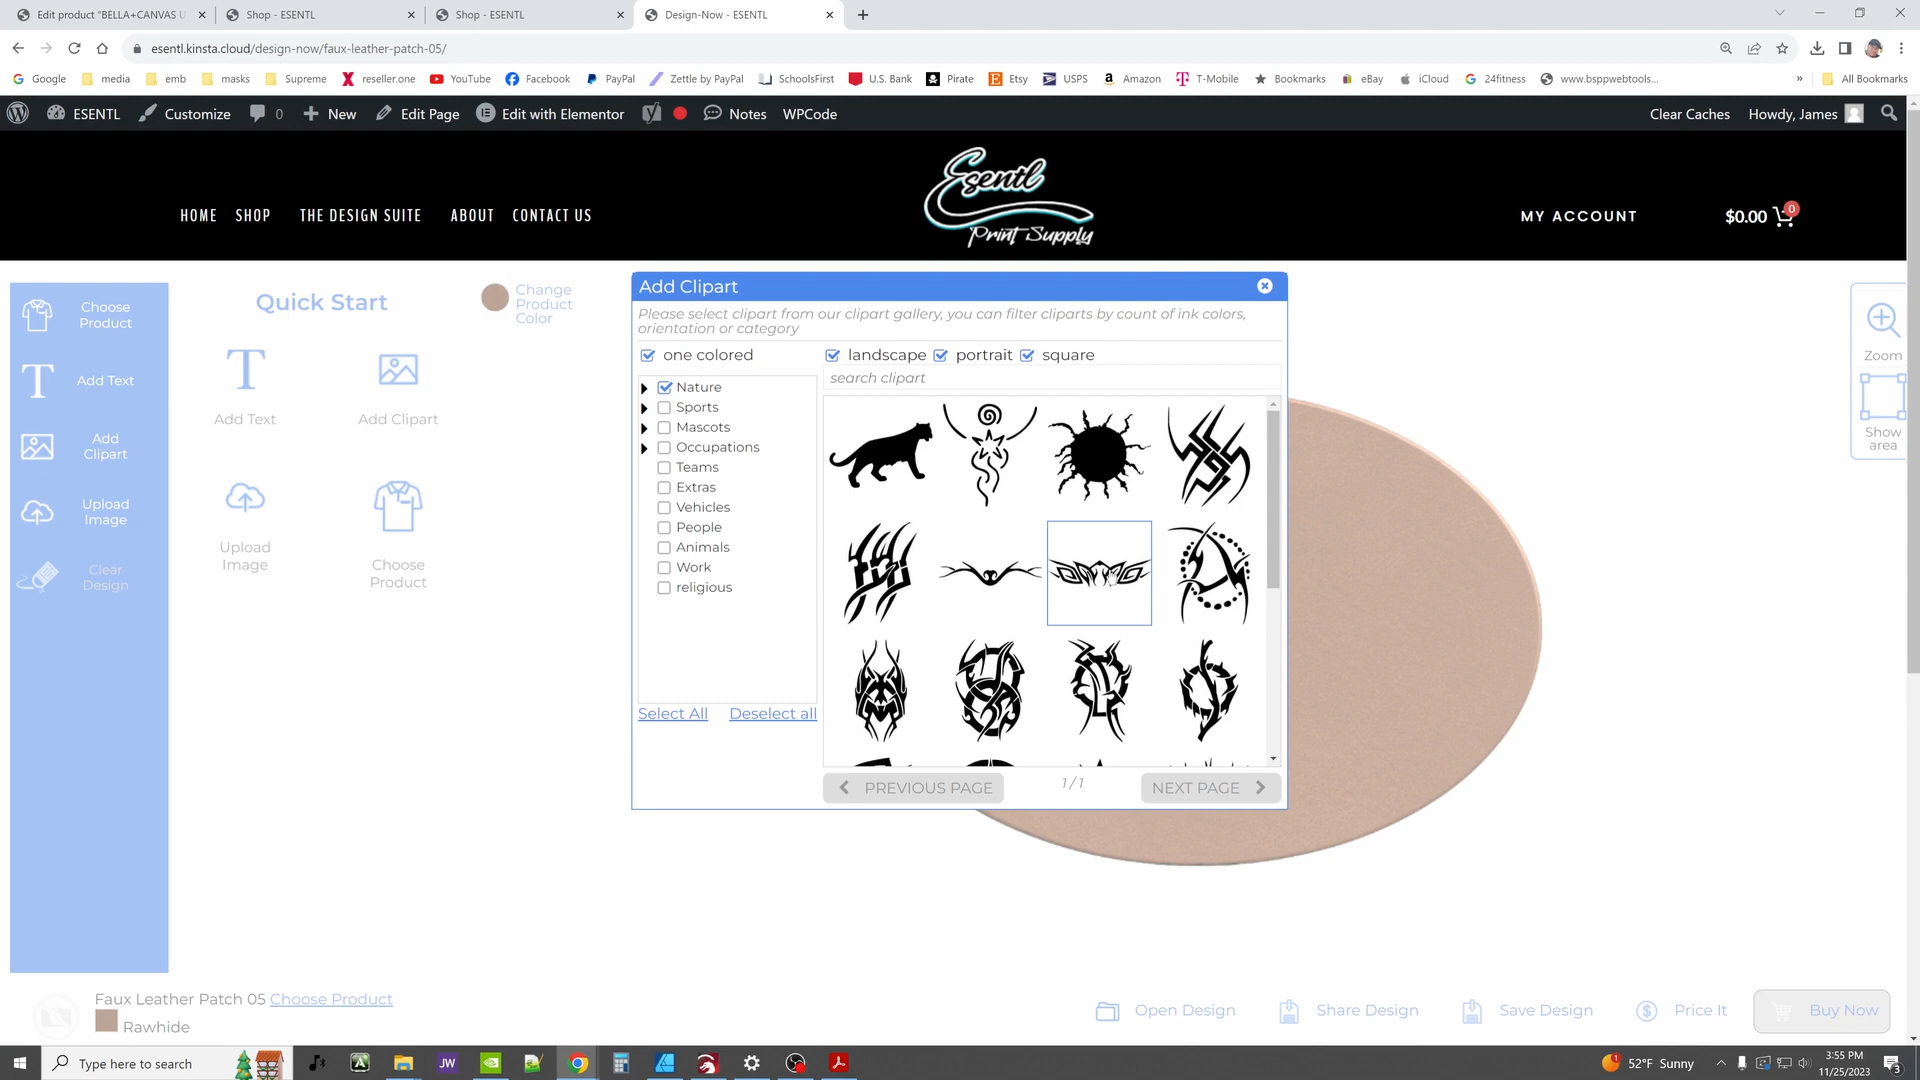 Edit product "BELLA+CANVAS U
Shop - ESENTL
Shop - ESENTL
Design-Now - ESENTL
esentl.kinsta.cloud/design-now/faux-leather-patch-05/
Google
media
emb
masks
Supreme
reseller.one
YouTube
Facebook
PayPal
Zettle by PayPal
SchoolsFirst
U.S. Bank
Pirate
Etsy
USPS
Amazon
T-Mobile
Bookmarks
eBay
iCloud
24fitness
www.bsppwebtools...
»
All Bookmarks
ESENTL
Customize
0
New
Edit Page
Edit with Elementor
Notes
WPCode
Clear Caches
Howdy, James
HOME
SHOP
THE DESIGN SUITE
ABOUT
CONTACT US
Esentl
Print Supply
MY ACCOUNT
$0.00
0
Choose
Product
Add Text
Add
Clipart
Upload
Image
Clear
Design
Quick Start
Change
Product
Color
Add Text
Add Clipart
Upload
Image
Choose
Product
Add Clipart
Please select clipart from our clipart gallery, you can filter cliparts by count of ink colors,
orientation or category
one colored
landscape
portrait
square
search clipart
Nature
Sports
Mascots
Occupations
Teams
Extras
Vehicles
People
Animals
Work
religious
Select All
Deselect all
PREVIOUS PAGE
1 / 1
NEXT PAGE
Zoom
Show
area
Faux Leather Patch 05 Choose Product
Rawhide
Open Design
Share Design
Save Design
Price It
Buy Now
Type here to search
JW
52°F Sunny
3:55 PM
11/25/2023
3